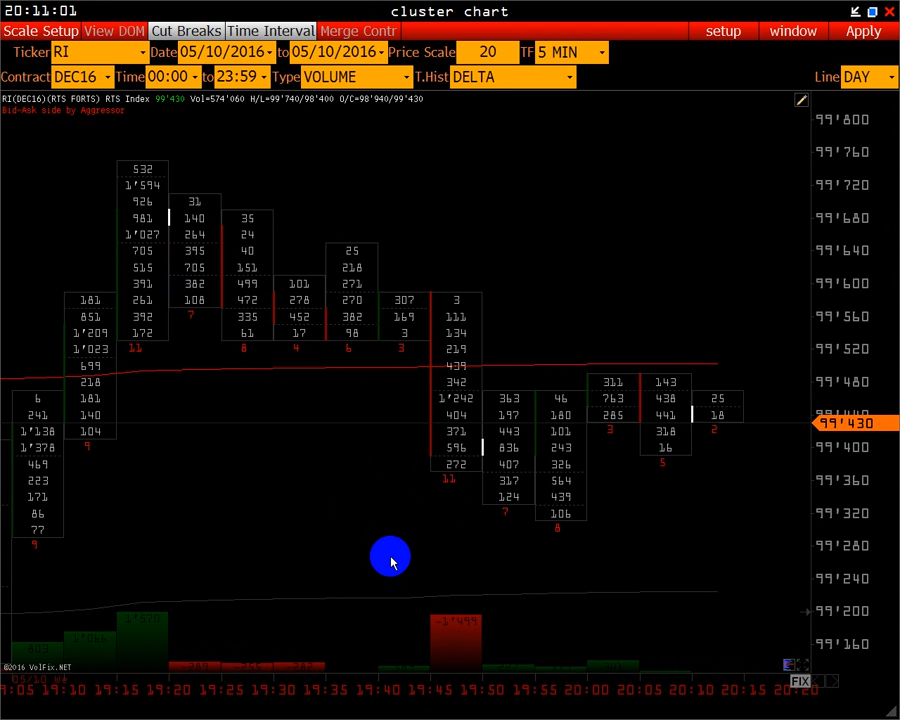 20:11:01 cluster chart
Scale Setup View DOM Cut Breaks Time Interval Merge Contr setup window Apply
Ticker RI Date 05/10/2016 to 05/10/2016 Price Scale 20 TF 5 MIN
Contract DEC16 Time 00:00 to 23:59 Type VOLUME T.Hist DELTA Line DAY
RI(DEC16)(RTS FORTS) RTS Index 99'430 Vol=574'060 H/L=99'740/98'400 O/C=98'940/99'430
Bid-Ask side by Aggressor
99'800
99'760
532
1'594 99'720
926 31
981 140 35 99'680
1'027 264 24
705 395 40 25 99'640
515 705 151 218
391 382 499 101 271 99'600
181 261 108 472 278 270 307 3
851 392 7 335 452 382 169 111 99'560
1'209 172 61 17 98 3 134
1'023 11 8 4 6 3 219 99'520
699 439
218 342 311 143 99'480
6 181 1'242 363 46 763 438 25
241 140 404 197 180 285 441 18
1'138 104 371 443 101 3 318 2 99'430
1'378 9 596 836 243 16 99'400
469 272 407 326 5
223 11 317 564 99'360
171 124 439
86 7 106 99'320
77 8
9 99'280
99'240
99'200
1'570 -1'499
99'160
©2016 VolFix.NET
05/10 We FIX
19:10 19:15 19:20 19:25 19:30 19:35 19:40 19:45 19:50 19:55 20:00 20:05 20:10 20:15 20:20